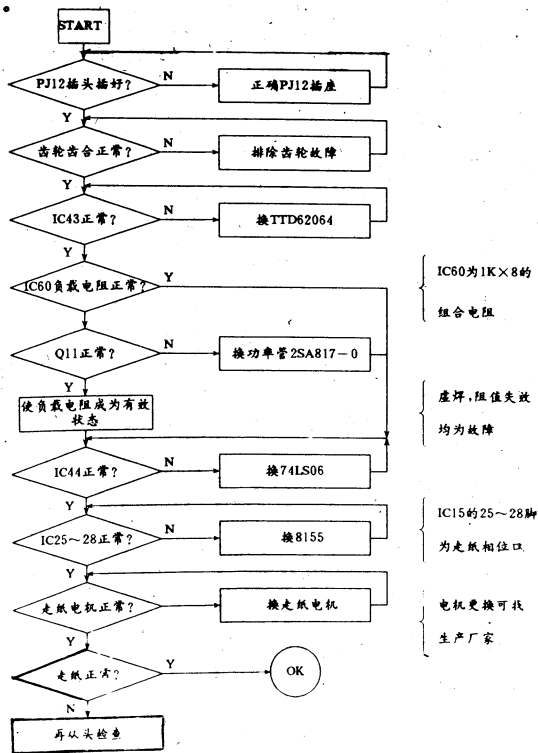 START
PJ12插头插好?
N
正确PJ12插座
Y
齿轮齿合正常?
N
排除齿轮故障
Y
IC43正常?
N
换TTD62064
Y
IC60负载电阻正常?
Y
IC60为1K×8的
组合电阻
Q11正常?
N
换功率管2SA817-0
Y
使负载电阻成为有效
状态
虚焊,阻值失效
均为故障
IC44正常?
N
换74LS06
Y
IC25~28正常?
N
换8155
IC15的25~28脚
为走纸相位口
Y
走纸电机正常?
换走纸电机
电机更换可找
生产厂家
Y
走纸正常?
Y
OK
N
再从头检查